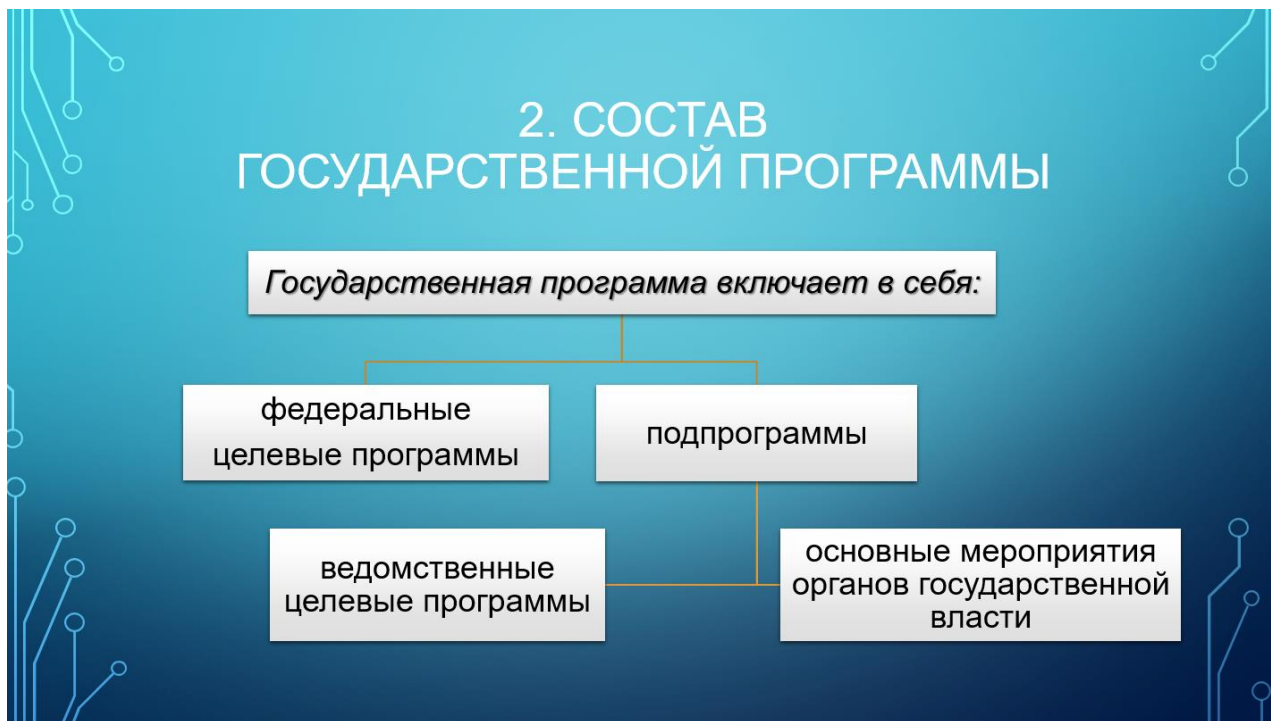 2. СОСТАВ
ГОСУДАРСТВЕННОЙ ПРОГРАММЫ
Государственная программа включает в себя:
федеральные
целевые программы
подпрограммы
ведомственные
целевые программы
основные мероприятия
органов государственной
власти